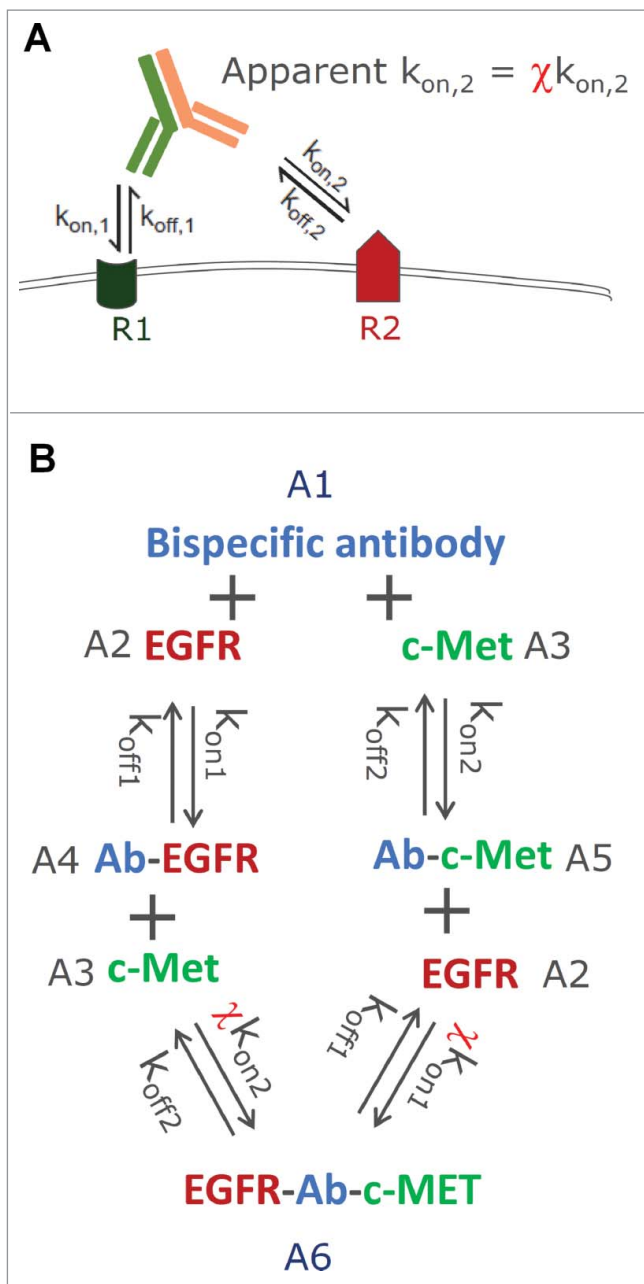 A
Apparent kon,2 = χkon,2
kon,1
koff,1
kon,2
koff,2
R1
R2
B
A1
Bispecific antibody
+ +
A2 EGFR
c-Met A3
koff1
kon1
koff2
kon2
A4 Ab-EGFR
Ab-c-Met A5
+ +
A3 c-Met
EGFR A2
χkon2
koff2
koff1
χkon1
EGFR-Ab-c-MET
A6